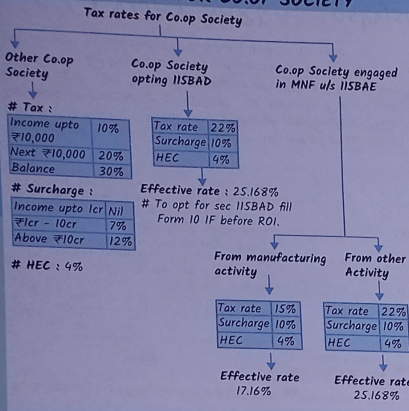 Tax rates for Co.op Society
Other Co.op
Society
# Tax :
Income upto
₹10,000 10%
Next ₹10,000 20%
Balance 30%
# Surcharge :
Income upto 1cr Nil
₹1cr - 10cr 7%
Above ₹10cr 12%
# HEC : 4%
Co.op Society
opting 115BAD
Tax rate 22%
Surcharge 10%
HEC 4%
Effective rate : 25.168%
# To opt for sec 115BAD fill
Form 10 IF before ROI.
Co.op Society engaged
in MNF u/s 115BAE
From manufacturing
activity
Tax rate 15%
Surcharge 10%
HEC 4%
Effective rate
17.16%
From other
Activity
Tax rate 22%
Surcharge 10%
HEC 4%
Effective rate
25.168%